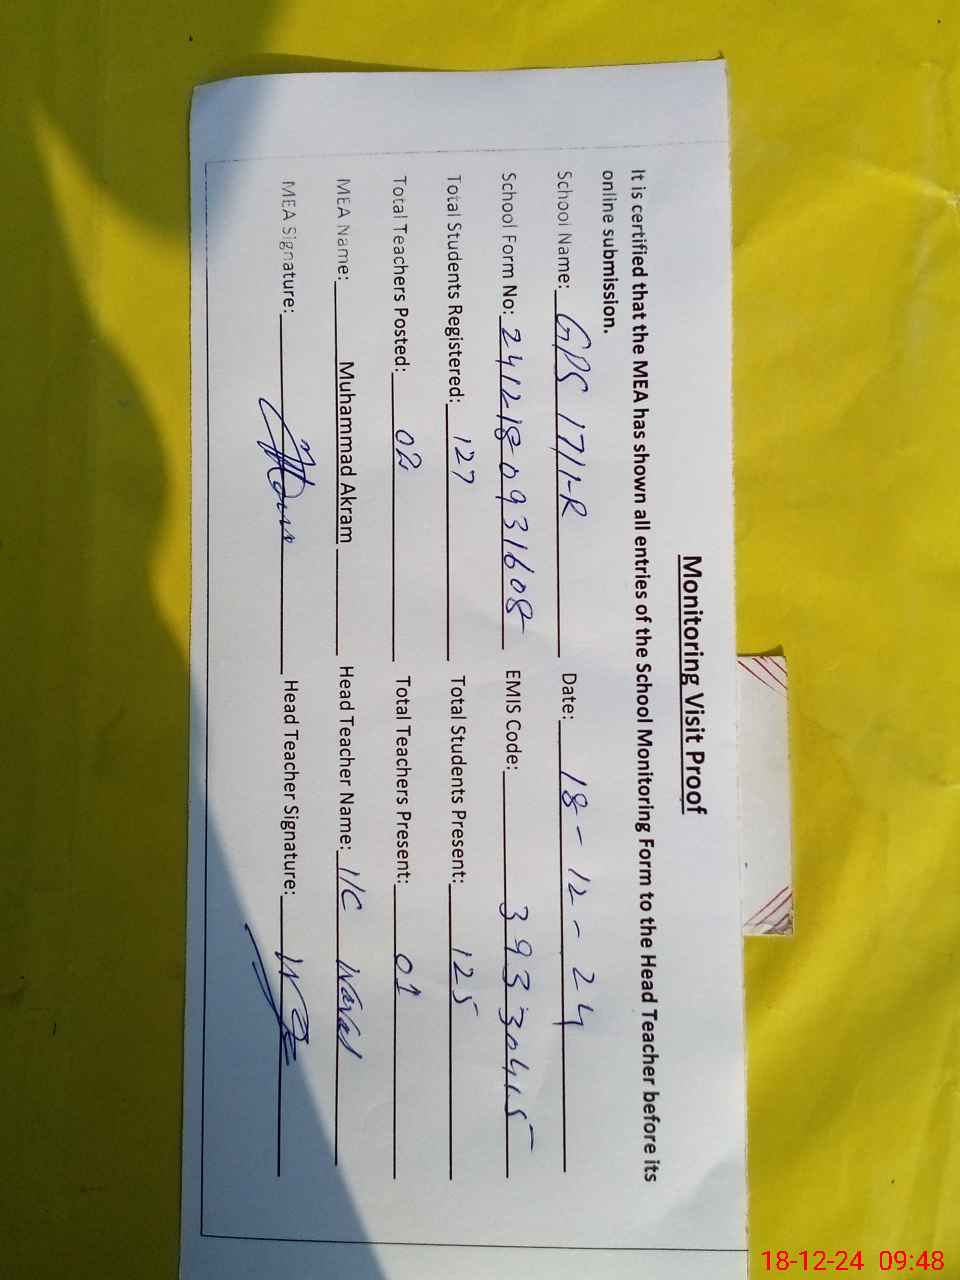 Monitoring Visit Proof
It is certified that the MEA has shown all entries of the School Monitoring Form to the Head Teacher before its
online submission.
School Name: GPS 171/1-R Date: 18-12-24
School Form No: 241218 0931608 EMIS Code: 39330415
Total Students Registered: 127 Total Students Present: 125
Total Teachers Posted: 02 Total Teachers Present: 01
MEA Name: Muhammad Akram Head Teacher Name: I/C
MEA Signature: Head Teacher Signature:
18-12-24 09:48